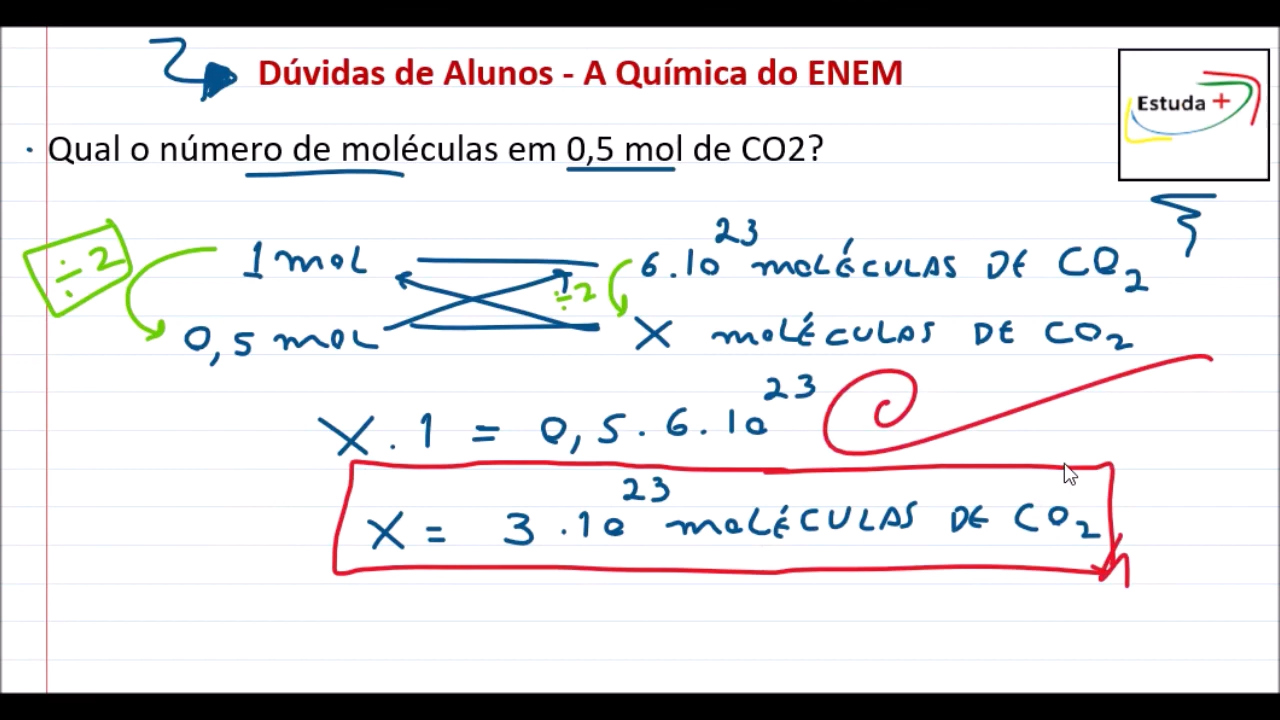 Dúvidas de Alunos - A Química do ENEM
Estuda +
· Qual o número de moléculas em 0,5 mol de CO2?
÷2
1 mol 6.10²³ moLÉCULAS DE CO₂
÷2
0,5 mol X moLÉCULAS DE CO₂
X . 1 = 0,5 . 6 . 10²³
X = 3 . 10²³ moLÉCULAS DE CO₂